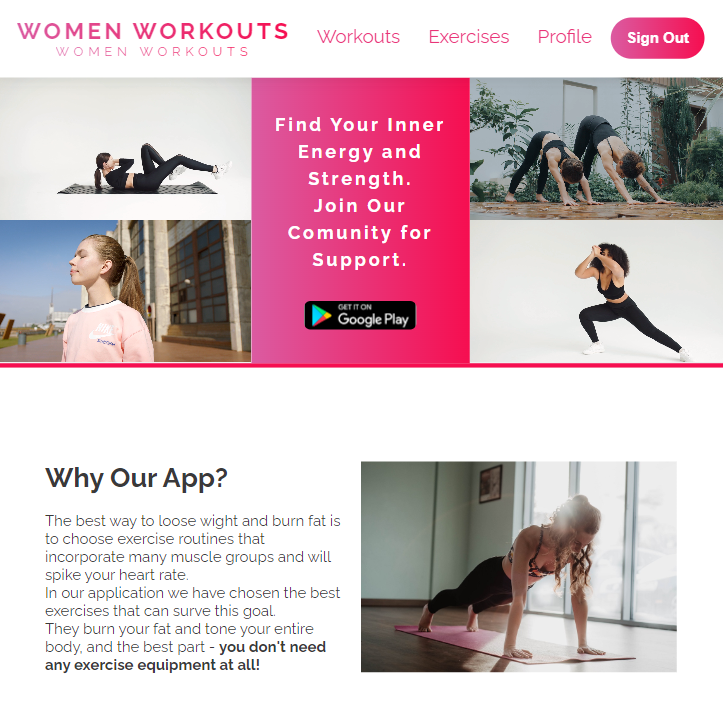 WOMEN WORKOUTS
WOMEN WORKOUTS
Workouts
Exercises
Profile
Sign Out
Find Your Inner
Energy and
Strength.
Join Our
Comunity for
Support.
GET IT ON
Google Play
Why Our App?
The best way to loose wight and burn fat is
to choose exercise routines that
incorporate many muscle groups and will
spike your heart rate.
In our application we have chosen the best
exercises that can surve this goal.
They burn your fat and tone your entire
body, and the best part - you don't need
any exercise equipment at all!